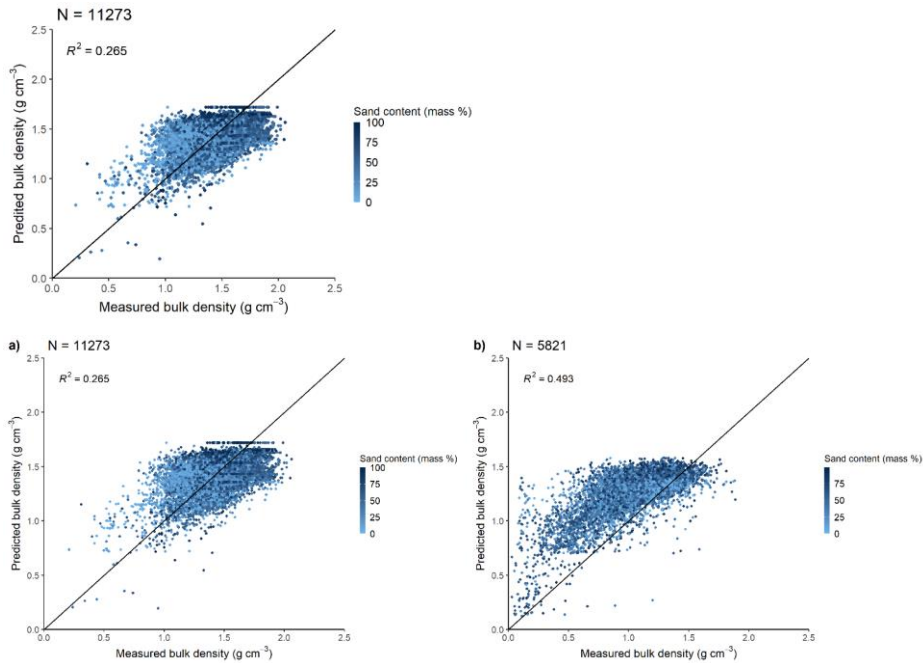 N = 11273
R² = 0.265
Predited bulk density (g cm⁻³)
2.5
2.0
1.5
1.0
0.5
0.0
0.0 0.5 1.0 1.5 2.0 2.5
Measured bulk density (g cm⁻³)
Sand content (mass %)
100
75
50
25
0
a) N = 11273
R² = 0.265
Predicted bulk density (g cm⁻³)
2.5
2.0
1.5
1.0
0.5
0.0
0.0 0.5 1.0 1.5 2.0 2.5
Measured bulk density (g cm⁻³)
Sand content (mass %)
100
75
50
25
0
b) N = 5821
R² = 0.493
Predicted bulk density (g cm⁻³)
2.5
2.0
1.5
1.0
0.5
0.0
0.0 0.5 1.0 1.5 2.0 2.5
Measured bulk density (g cm⁻³)
Sand content (mass %)
75
50
25
0